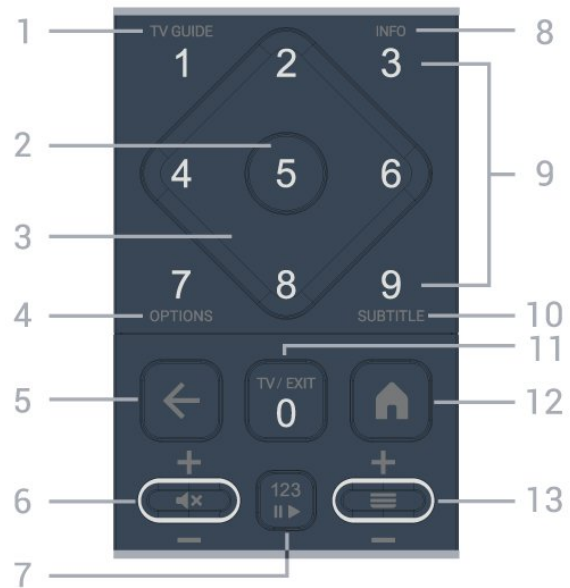 1 TV GUIDE INFO 8
1 2 3
2
4 5 6 9
3
7 8 9
4 OPTIONS SUBTITLE 10
11
5 TV / EXIT 12
0
+ +
6 13
123
− −
7